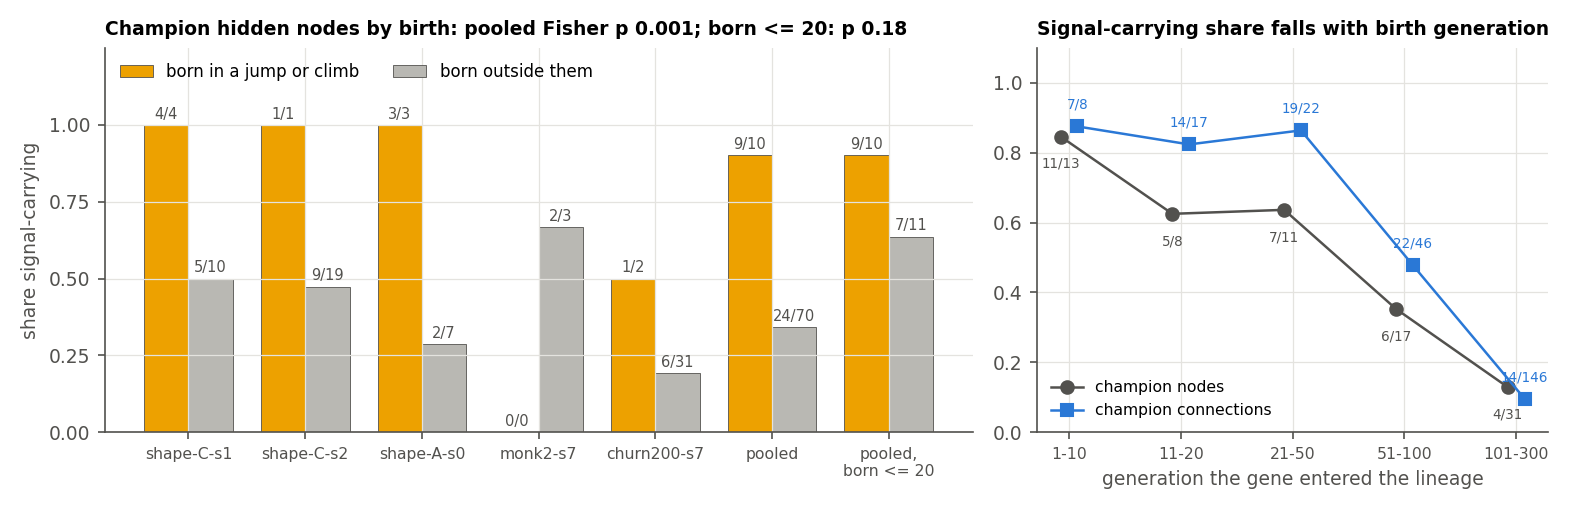 Champion hidden nodes by birth: pooled Fisher p 0.001; born <= 20: p 0.18
born in a jump or climb
born outside them
share signal-carrying
1.00
0.75
0.50
0.25
0.00
4/4
5/10
1/1
9/19
3/3
2/7
0/0
2/3
1/2
6/31
9/10
24/70
9/10
7/11
shape-C-s1
shape-C-s2
shape-A-s0
monk2-s7
churn200-s7
pooled
pooled,
born <= 20
Signal-carrying share falls with birth generation
1.0
0.8
0.6
0.4
0.2
0.0
7/8
14/17
19/22
22/46
14/146
11/13
5/8
7/11
6/17
4/31
champion nodes
champion connections
1-10
11-20
21-50
51-100
101-300
generation the gene entered the lineage